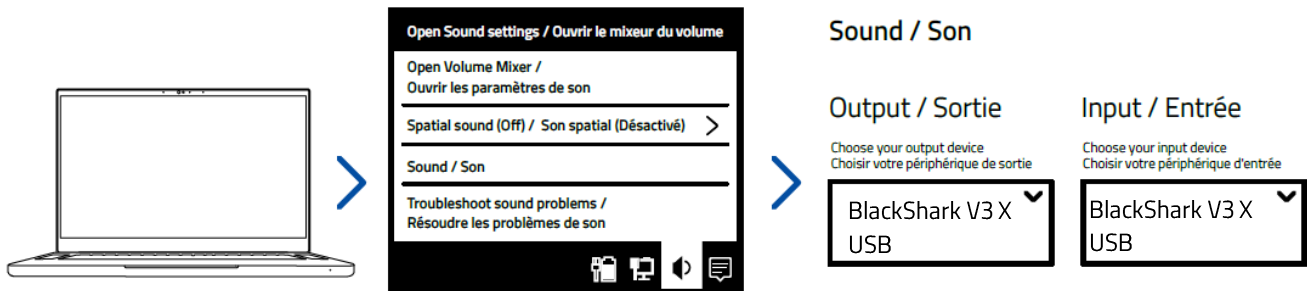 Open Sound settings / Ouvrir le mixeur du volume
Open Volume Mixer /
Ouvrir les paramètres de son
Spatial sound (Off) / Son spatial (Désactivé)
Sound / Son
Troubleshoot sound problems /
Résoudre les problèmes de son
Sound / Son
Output / Sortie
Choose your output device
Choisir votre périphérique de sortie
BlackShark V3 X
USB
Input / Entrée
Choose your input device
Choisir votre périphérique d'entrée
BlackShark V3 X
USB